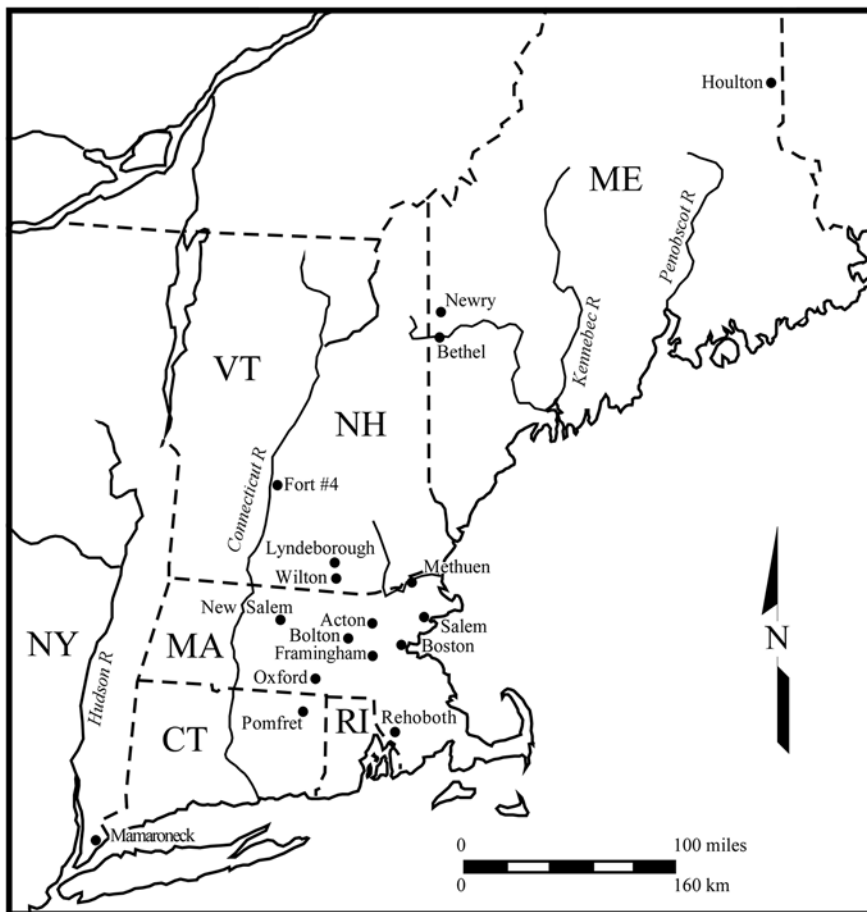 Houlton
ME
Penobscot R
Kennebec R
Newry
Bethel
VT
NH
Connecticut R
Fort #4
Lyndeborough
Wilton
Methuen
New Salem
Acton
Salem
Bolton
Boston
MA
Framingham
NY
Hudson R
Oxford
N
Pomfret
RI
Rehoboth
CT
Mamaroneck
0 100 miles
0 160 km